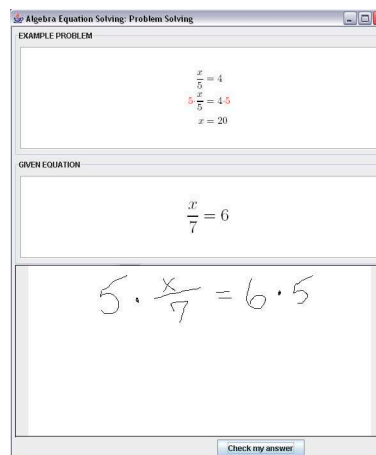 Algebra Equation Solving: Problem Solving
EXAMPLE PROBLEM
x/5 = 4
5·x/5 = 4·5
x = 20
GIVEN EQUATION
x/7 = 6
5 · x/7 = 6 · 5
Check my answer